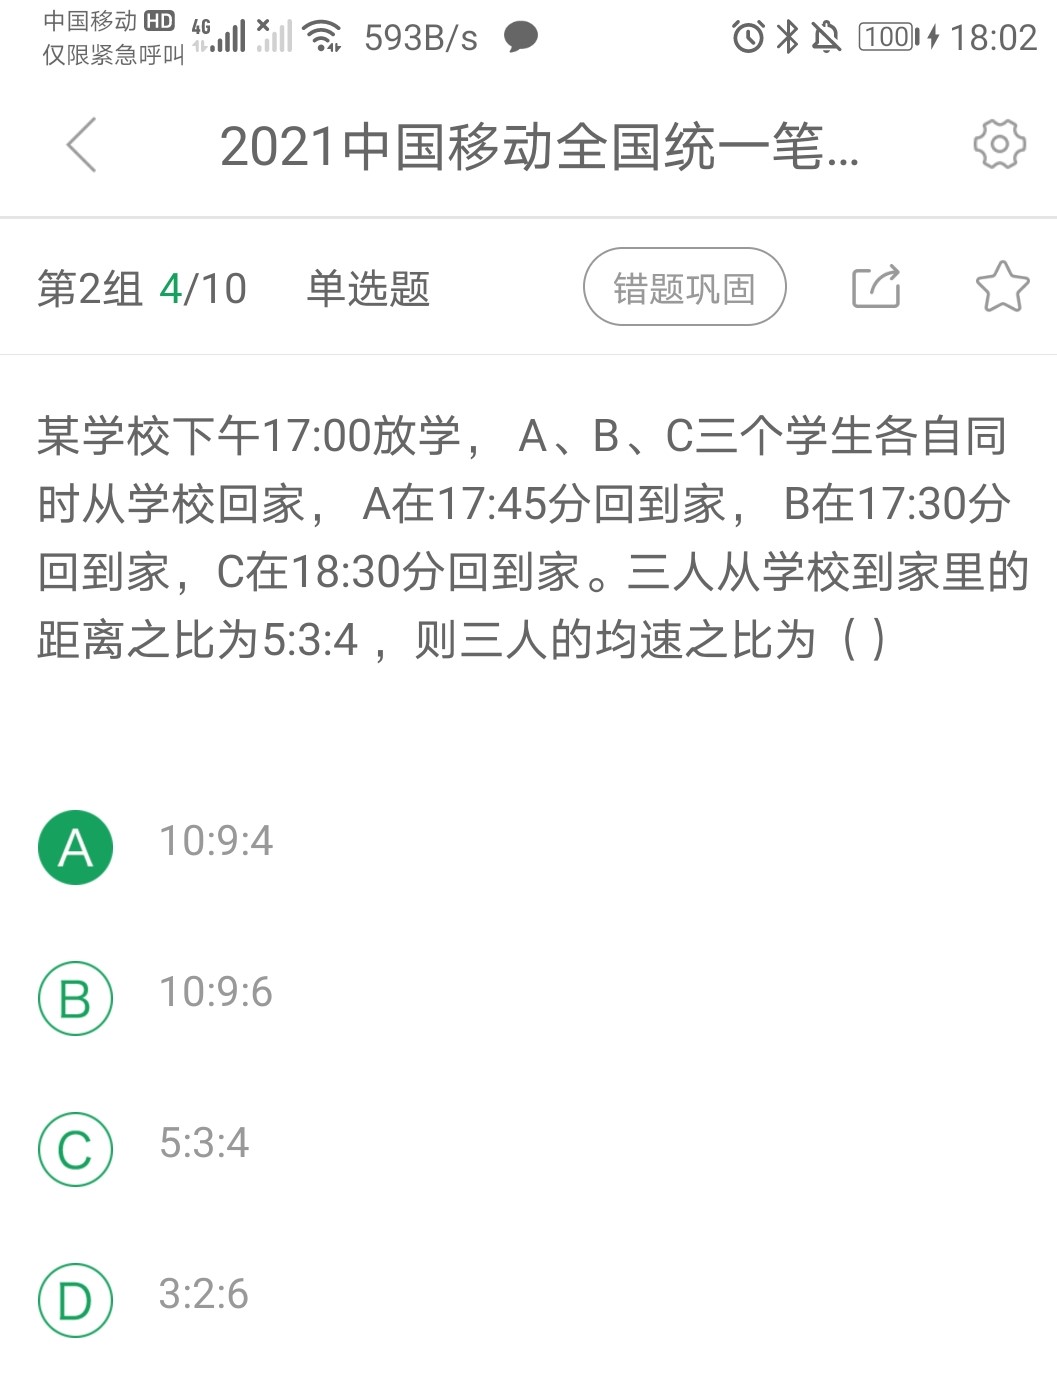 中国移动 HD 4G 593B/s 100 18:02
仅限紧急呼叫
2021中国移动全国统一笔...
第2组 4/10 单选题 错题巩固
某学校下午17:00放学， A、B、C三个学生各自同
时从学校回家， A在17:45分回到家， B在17:30分
回到家，C在18:30分回到家。三人从学校到家里的
距离之比为5:3:4 ，则三人的均速之比为（ ）
A 10:9:4
B 10:9:6
C 5:3:4
D 3:2:6